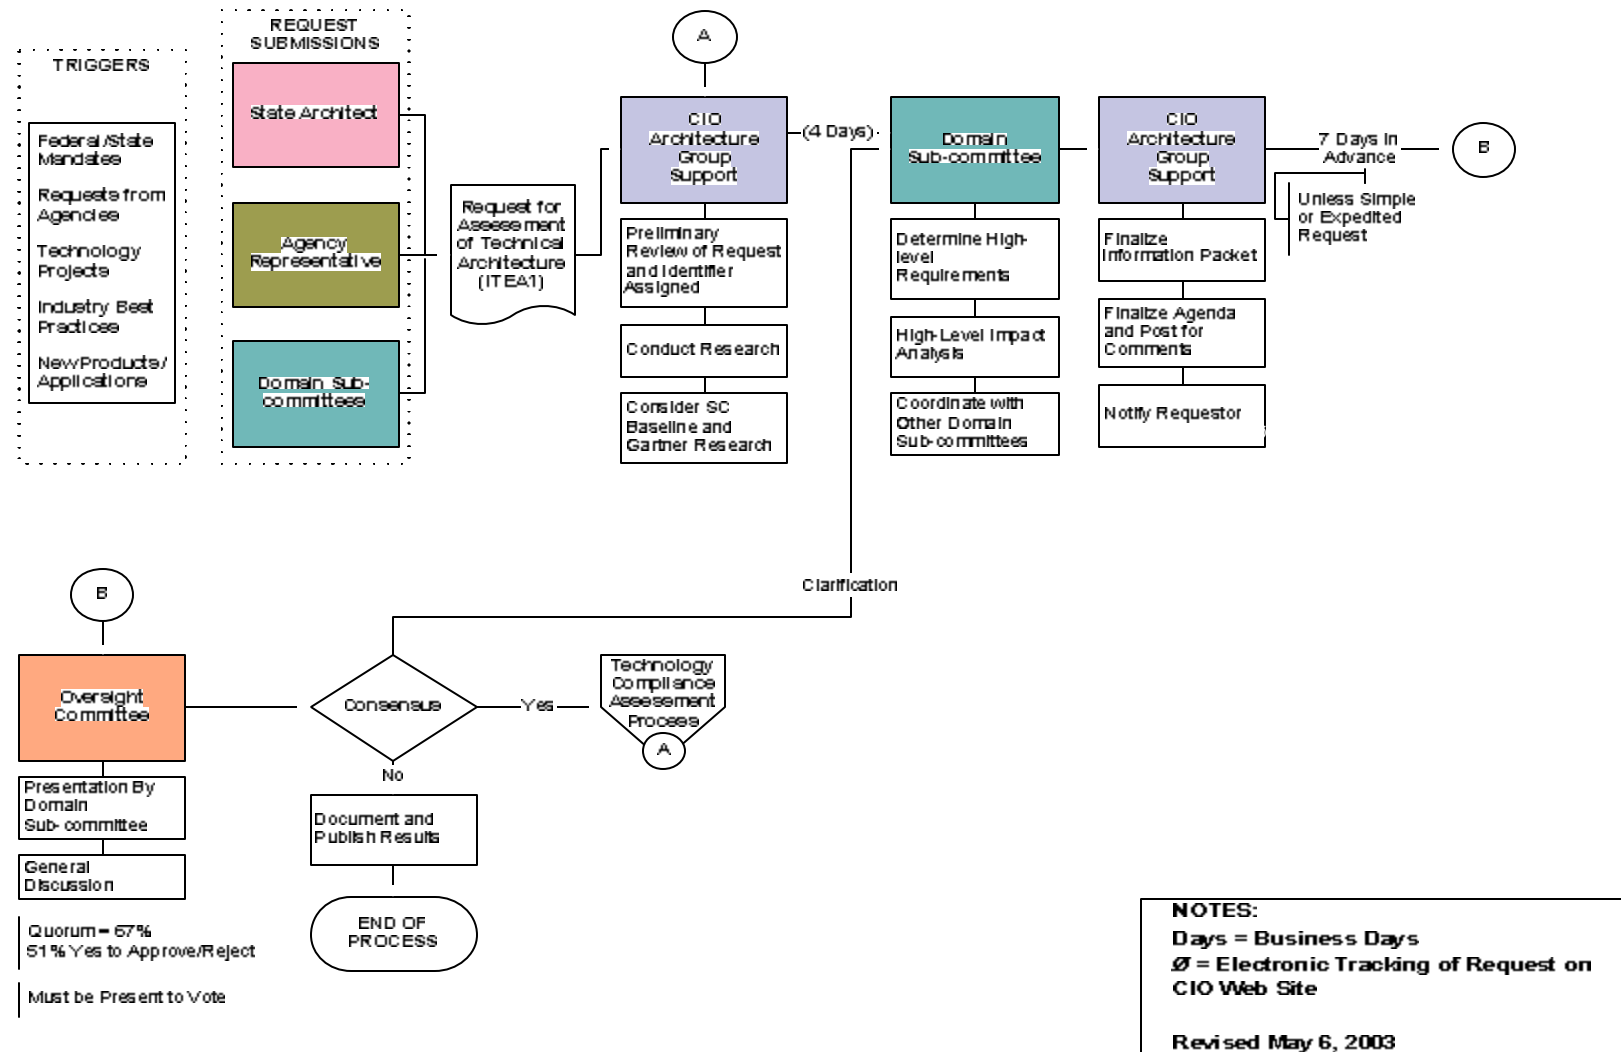 TRIGGERS
Federal/State
Mandates
Requests from
Agencies
Technology
Projects
Industry Best
Practices
New Products/
Applications
REQUEST
SUBMISSIONS
State Architect
Agency
Representative
Domain Sub-
committees
Request for
Assessment
of Technical
Architecture
(ITEA1)
A
CIO
Architecture
Group
Support
Preliminary
Review of Request
and Identifier
Assigned
Conduct Research
Consider SC
Baseline and
Gartner Research
(4 Days)
Domain
Sub-committee
Determine High-
level
Requirements
High-Level Impact
Analysis
Coordinate with
Other Domain
Sub-committees
CIO
Architecture
Group
Support
Finalize
Information Packet
Finalize Agenda
and Post for
Comments
Notify Requestor
7 Days in
Advance
Unless Simple
or Expedited
Request
B
Clarification
B
Oversight
Committee
Presentation By
Domain
Sub-committee
General
Discussion
Quorum = 67%
51% Yes to Approve/Reject
Must be Present to Vote
Consensus
Yes
Technology
Compliance
Assessment
Process
A
No
Document and
Publish Results
END OF
PROCESS
NOTES:
Days = Business Days
Ø = Electronic Tracking of Request on
CIO Web Site
Revised May 6, 2003